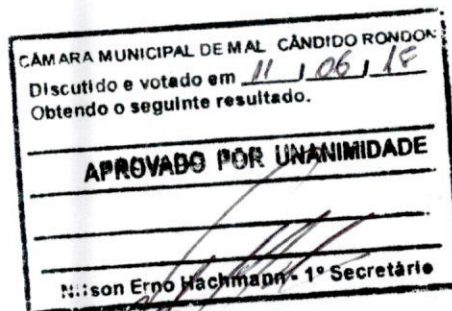 CÂMARA MUNICIPAL DE MAL CÂNDIDO RONDON
Discutido e votado em 11 / 06 / 18
Obtendo o seguinte resultado.
APROVADO POR UNANIMIDADE
Nilson Erno Hachmann - 1º Secretário